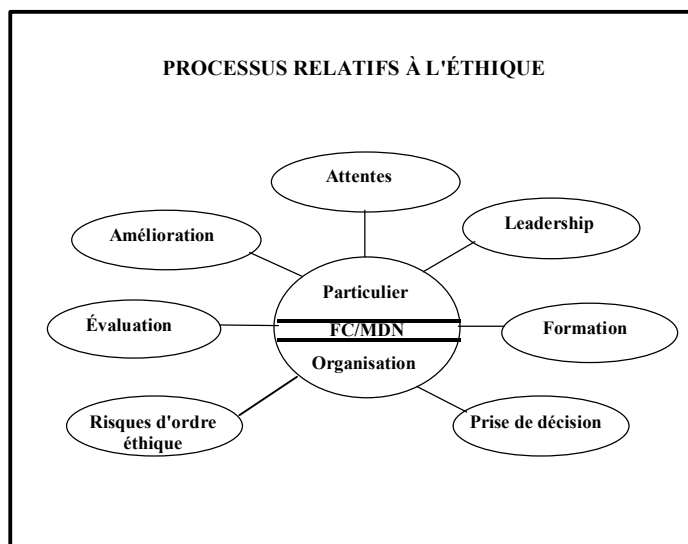 PROCESSUS RELATIFS À L'ÉTHIQUE
Attentes
Leadership
Amélioration
Particulier
Évaluation
FC/MDN
Formation
Organisation
Risques d'ordre
éthique
Prise de décision